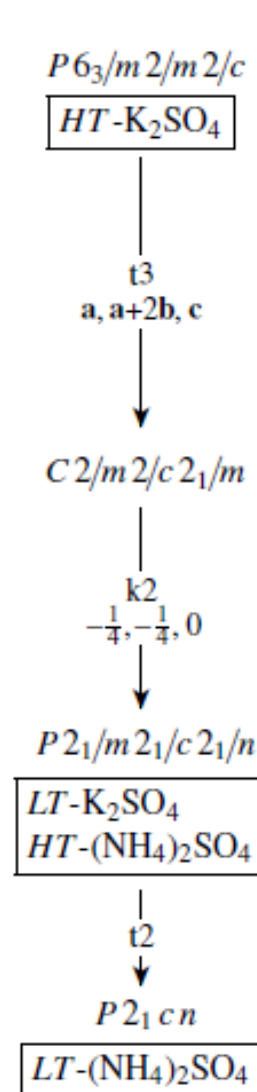 P6₃/m2/m2/c
HT-K₂SO₄
t3
a, a+2b, c
C2/m2/c2₁/m
k2
−1/4, −1/4, 0
P2₁/m2₁/c2₁/n
LT-K₂SO₄
HT-(NH₄)₂SO₄
t2
P2₁cn
LT-(NH₄)₂SO₄